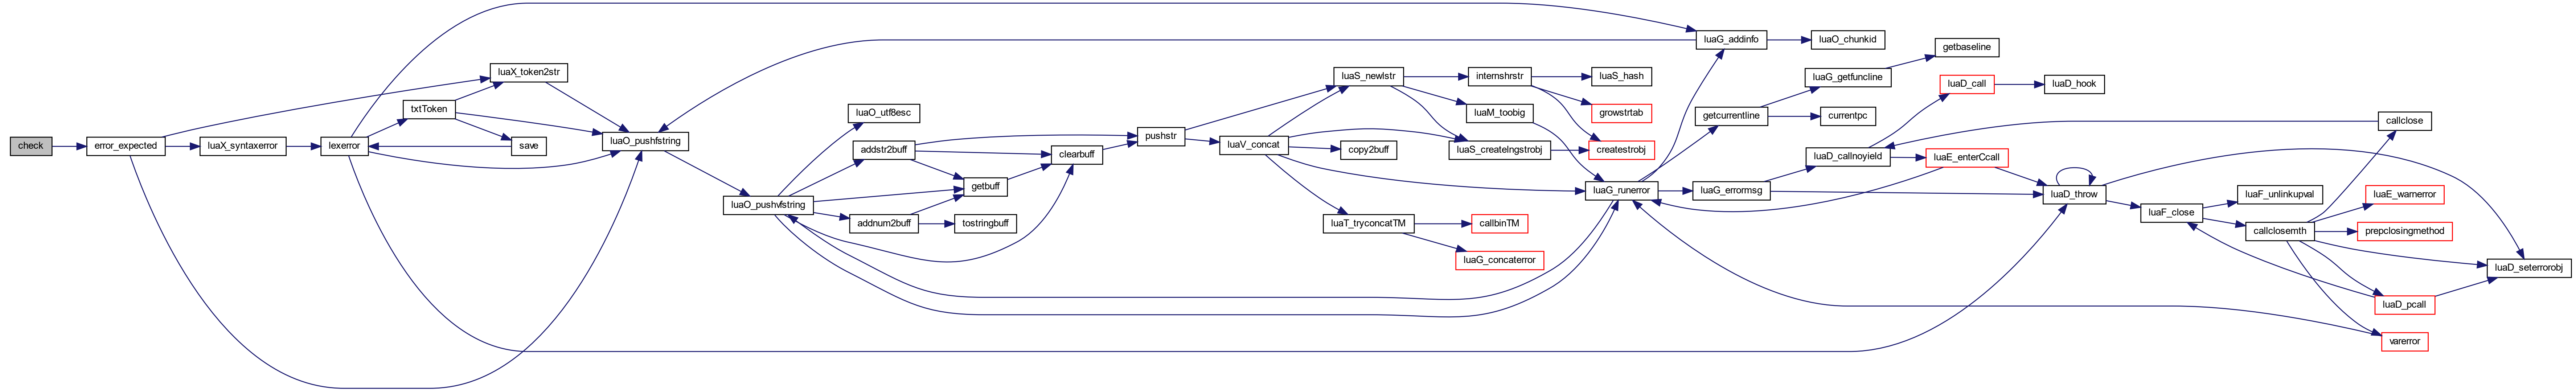 check
error_expected
luaX_token2str
luaX_syntaxerror
txtToken
lexerror
save
luaO_pushfstring
luaO_pushvfstring
luaO_utf8esc
addstr2buff
addnum2buff
getbuff
tostringbuff
clearbuff
pushstr
luaV_concat
luaS_newlstr
copy2buff
luaT_tryconcatTM
internshrstr
luaM_toobig
luaS_createlngstrobj
callbinTM
luaG_concaterror
luaS_hash
growstrtab
createstrobj
luaG_runerror
luaG_addinfo
getcurrentline
luaG_errormsg
luaO_chunkid
luaG_getfuncline
currentpc
luaD_callnoyield
getbaseline
luaD_call
luaE_enterCcall
luaD_hook
luaD_throw
luaF_close
luaF_unlinkupval
callclosemth
callclose
luaE_warnerror
prepclosingmethod
luaD_pcall
varerror
luaD_seterrorobj